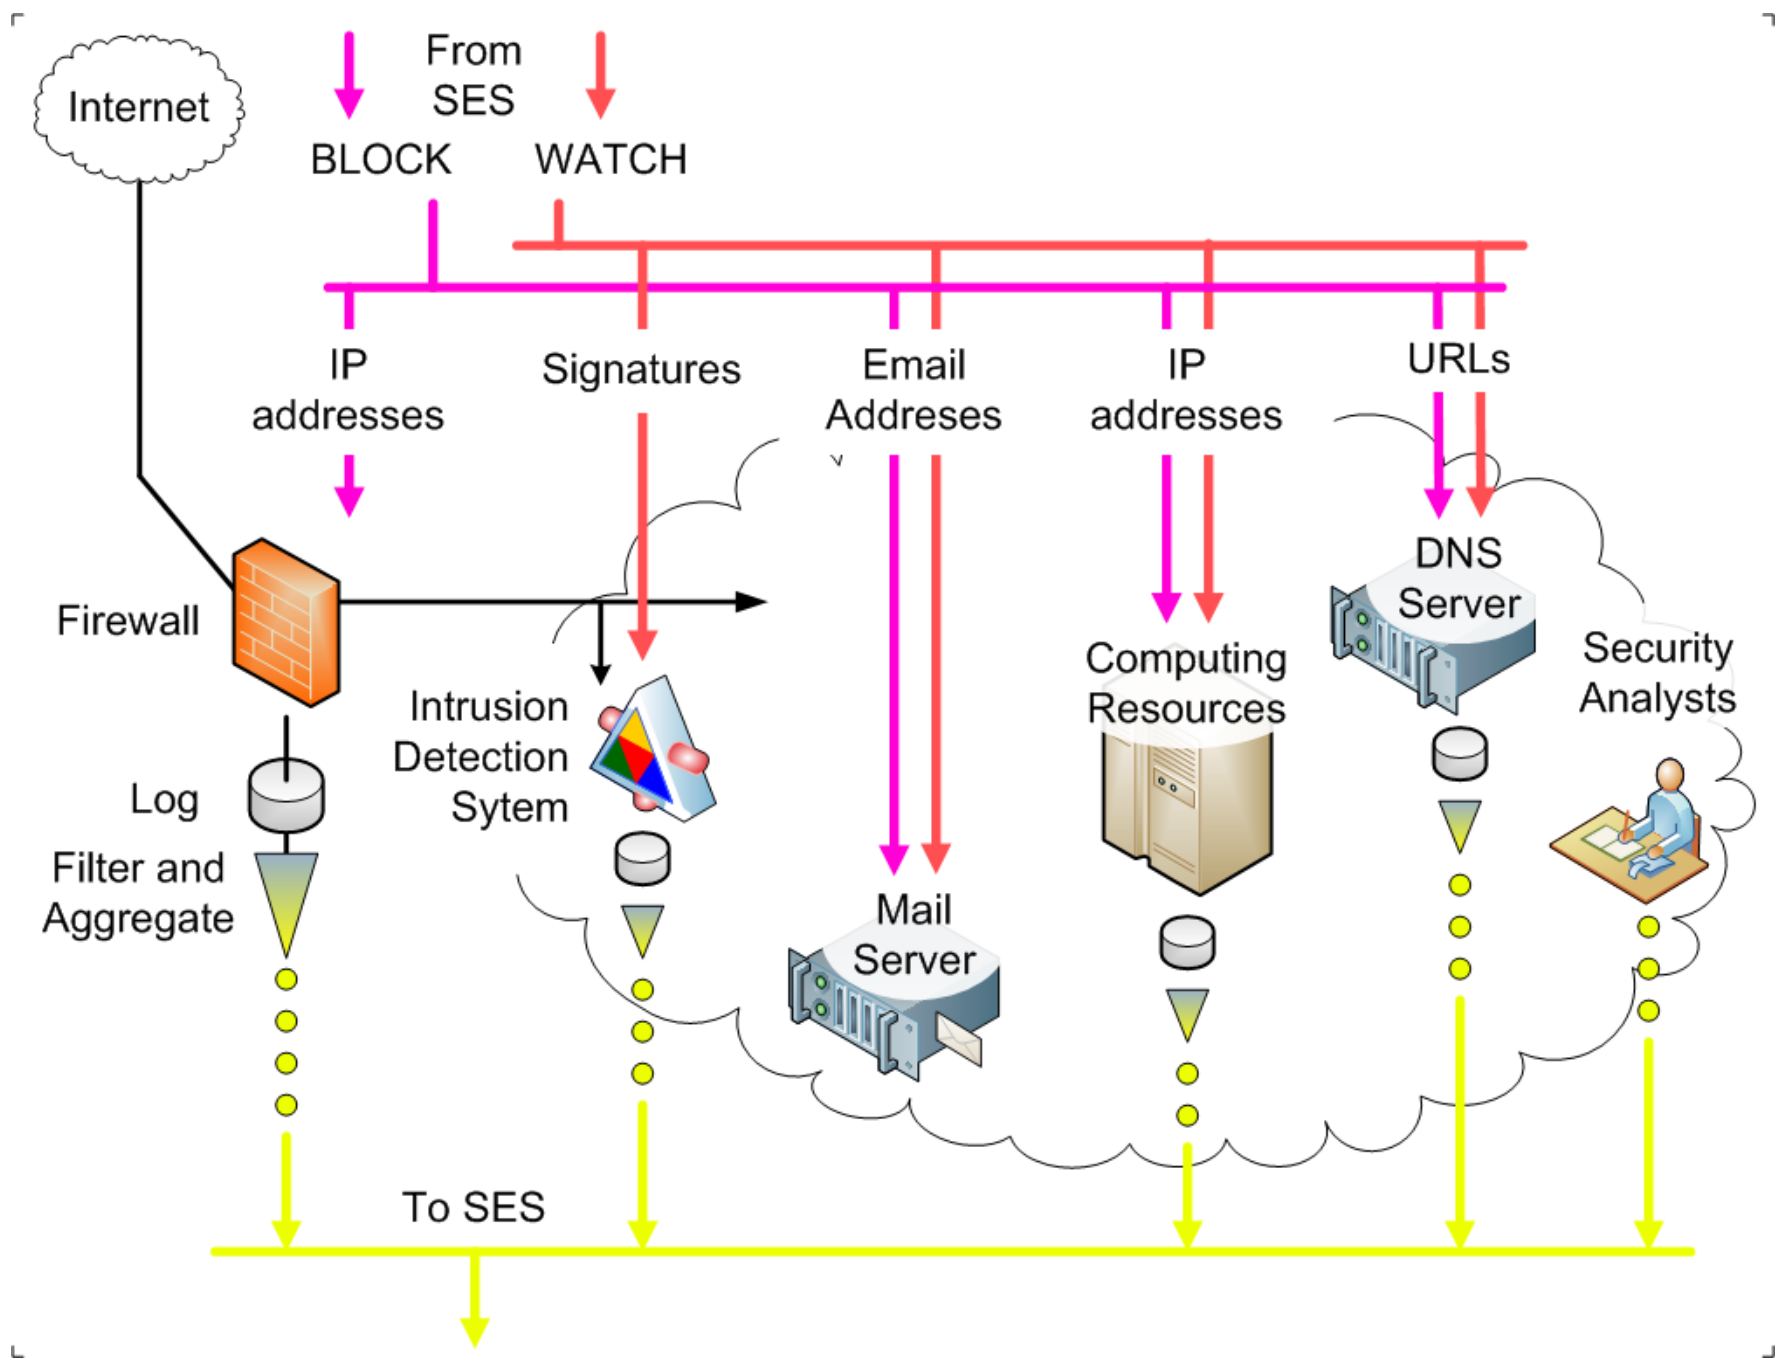 Internet
From
SES
BLOCK
WATCH
IP
addresses
Signatures
Email
Addreses
IP
addresses
URLs
Firewall
DNS
Server
Computing
Resources
Security
Analysts
Intrusion
Detection
Sytem
Log
Filter and
Aggregate
Mail
Server
To SES